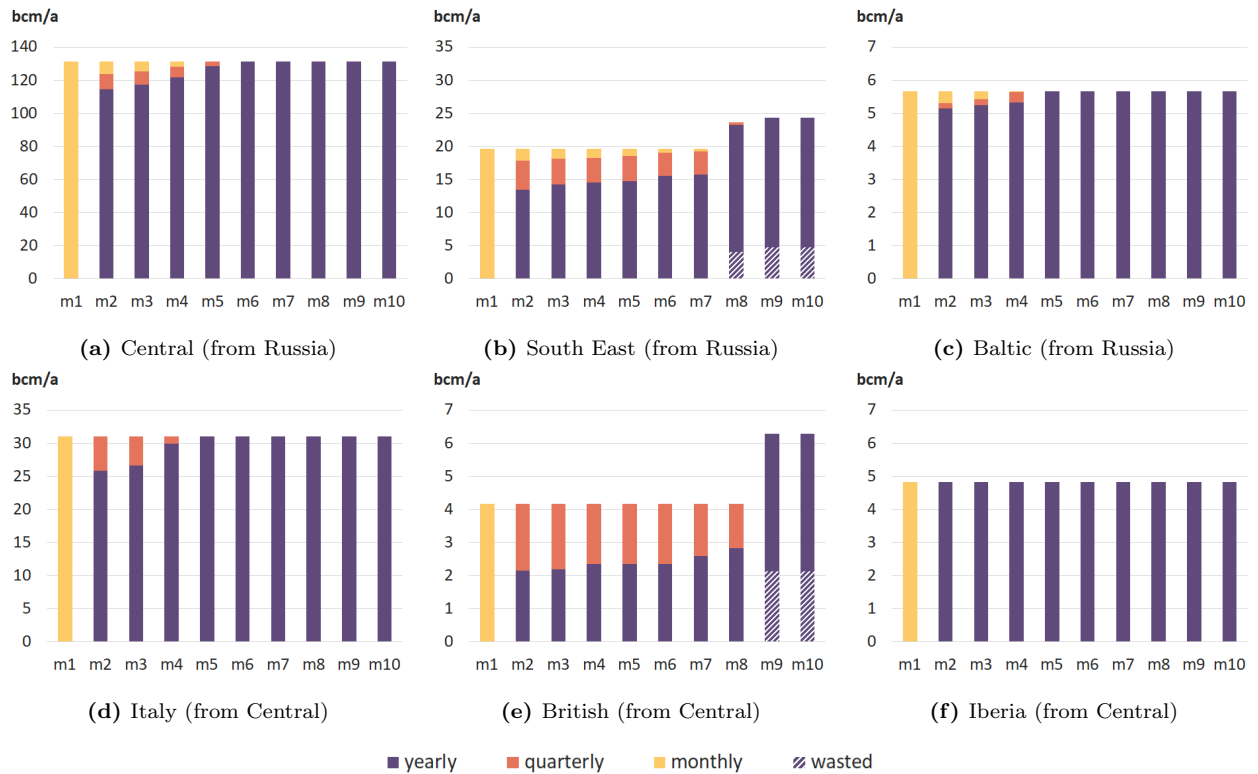 bcm/a bcm/a bcm/a
140 35 7
120 30 6
100 25 5
80 20 4
60 15 3
40 10 2
20 5 1
0 0 0
m1 m2 m3 m4 m5 m6 m7 m8 m9 m10 m1 m2 m3 m4 m5 m6 m7 m8 m9 m10 m1 m2 m3 m4 m5 m6 m7 m8 m9 m10
(a) Central (from Russia) (b) South East (from Russia) (c) Baltic (from Russia)
bcm/a bcm/a bcm/a
35 7 7
30 6 6
25 5 5
20 4 4
15 3 3
10 2 2
5 1 1
0 0 0
m1 m2 m3 m4 m5 m6 m7 m8 m9 m10 m1 m2 m3 m4 m5 m6 m7 m8 m9 m10 m1 m2 m3 m4 m5 m6 m7 m8 m9 m10
(d) Italy (from Central) (e) British (from Central) (f) Iberia (from Central)
yearly quarterly monthly wasted